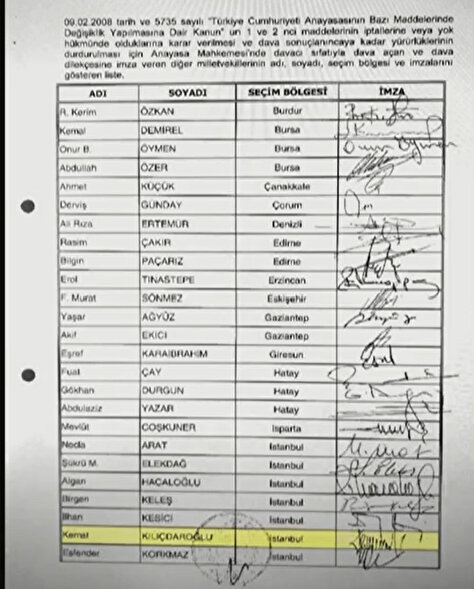 09.02.2008 tarih ve 5735 sayılı "Türkiye Cumhuriyeti Anayasasının Bazı Maddelerinde
Değişiklik Yapılmasına Dair Kanun" un 1 ve 2 nci maddelerinin iptallerine veya yok
hükmünde olduklarına karar verilmesi ve dava sonuçlanıncaya kadar yürürlüklerinin
durdurulması için Anayasa Mahkemesi'nde davacı sıfatıyla dava açan ve dava
dilekçesine imza veren diğer milletvekillerinin adı, soyadı, seçim bölgesi ve imzalarını
gösteren liste.
ADI SOYADI SEÇİM BÖLGESİ İMZA
R. Kerim ÖZKAN Burdur
Kemal DEMİREL Bursa
Onur B. ÖYMEN Bursa Onur Öymen
Abdullah ÖZER Bursa
Ahmet KÜÇÜK Çanakkale
Derviş GÜNDAY Çorum
Ali Rıza ERTEMÜR Denizli
Rasim ÇAKIR Edirne
Bilgin PAÇARIZ Edirne
Erol TINASTEPE Erzincan
F. Murat SÖNMEZ Eskişehir
Yaşar AĞYÜZ Gaziantep
Akif EKİCİ Gaziantep
Eşref KARAİBRAHİM Giresun
Fuat ÇAY Hatay
Gökhan DURGUN Hatay
Abdulaziz YAZAR Hatay
Mevlüt COŞKUNER Isparta
Necla ARAT İstanbul
Şükrü M. ELEKDAĞ İstanbul
Algan HACALOĞLU İstanbul
Birgen KELEŞ İstanbul
İlhan KESİCİ İstanbul
Kemal KILIÇDAROĞLU İstanbul
Esfender KORKMAZ İstanbul